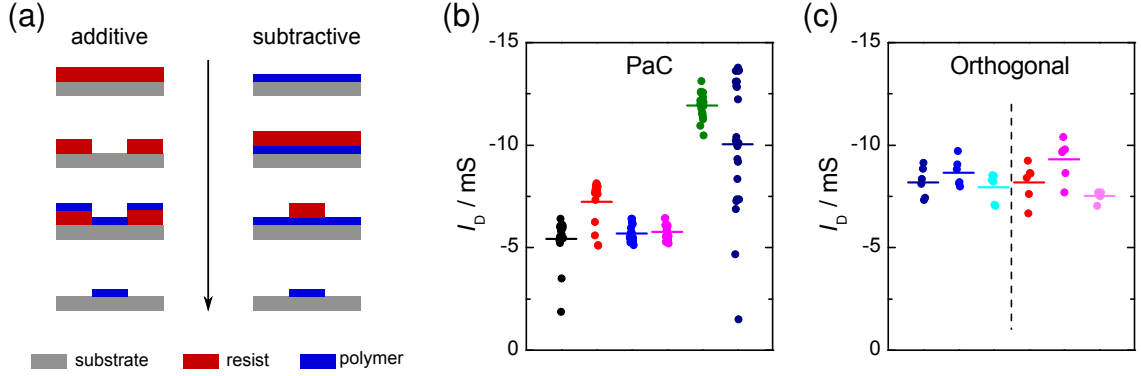 (a)
additive
subtractive
substrate
resist
polymer
(b)
PaC
-15
-10
-5
0
I_D / mS
(c)
Orthogonal
-15
-10
-5
0
I_D / mS